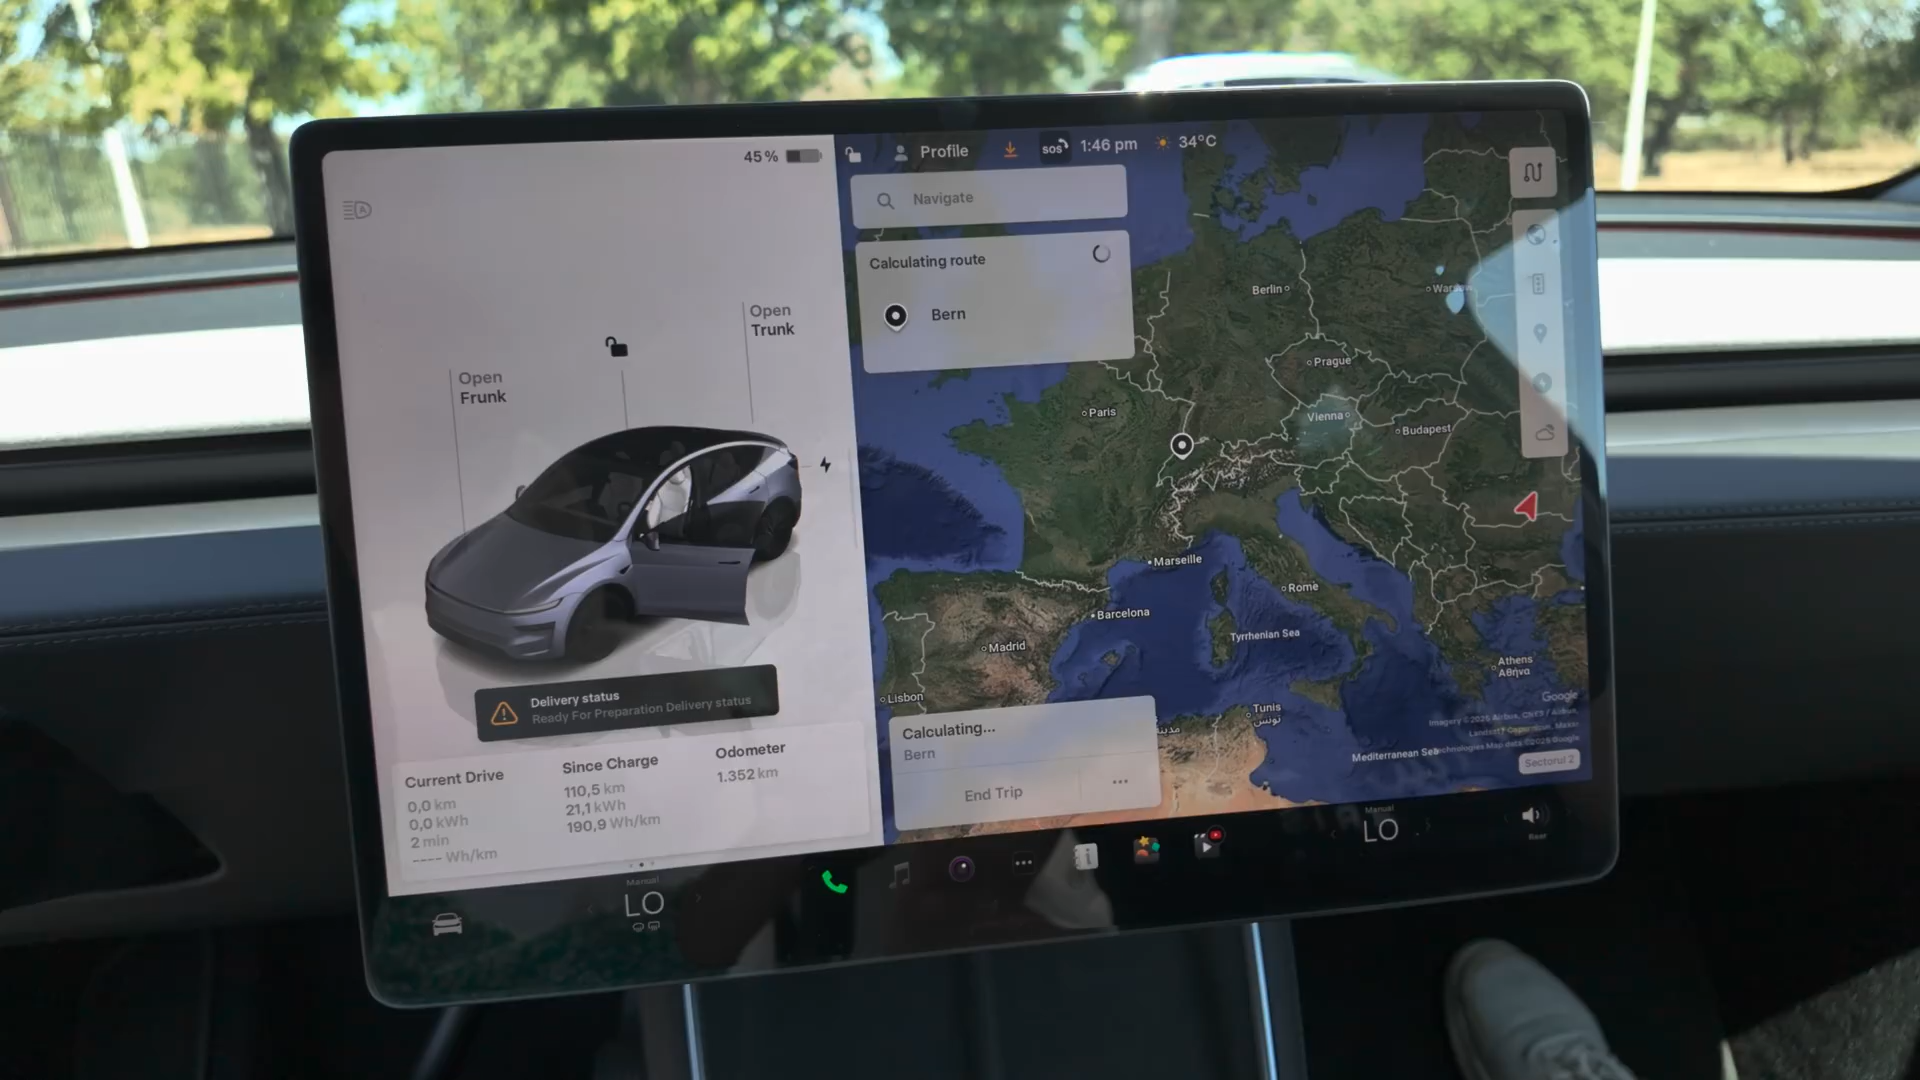 45 %
Profile
SOS
1:46 pm
34°C
Navigate
Calculating route
Bern
Open
Trunk
Open
Frunk
Delivery status
Ready For Preparation Delivery status
Current Drive
0,0 km
0,0 kWh
2 min
---- Wh/km
Since Charge
110,5 km
21,1 kWh
190,9 Wh/km
Odometer
1.352 km
Berlin
Warsaw
Prague
Paris
Vienna
Budapest
Marseille
Rome
Barcelona
Tyrrhenian Sea
Madrid
Athens
Αθήνα
Lisbon
Tunis
تونس
Google
Mediterranean Sea
Sectorul 2
Calculating...
Bern
End Trip
Manual
LO
Manual
LO
Rear